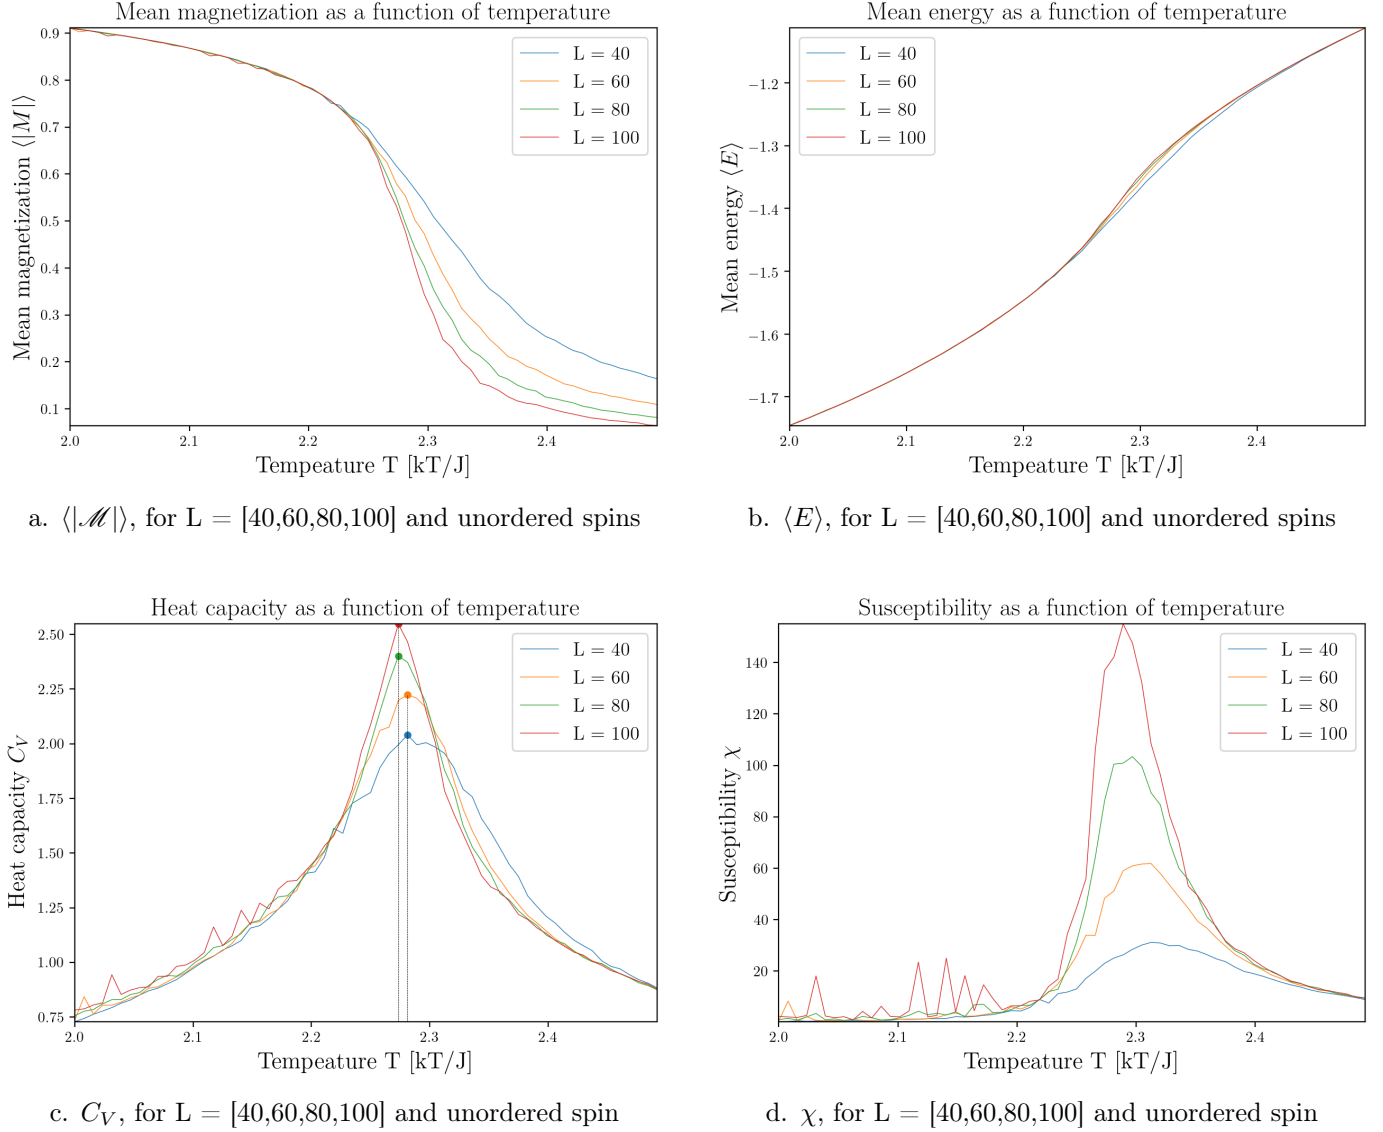 Mean magnetization as a function of temperature
Mean magnetization ⟨|M|⟩
0.9
0.8
0.7
0.6
0.5
0.4
0.3
0.2
0.1
L = 40
L = 60
L = 80
L = 100
2.0 2.1 2.2 2.3 2.4
Tempeature T [kT/J]
a. ⟨|ℳ|⟩, for L = [40,60,80,100] and unordered spins
Mean energy as a function of temperature
Mean energy ⟨E⟩
−1.2
−1.3
−1.4
−1.5
−1.6
−1.7
L = 40
L = 60
L = 80
L = 100
2.0 2.1 2.2 2.3 2.4
Tempeature T [kT/J]
b. ⟨E⟩, for L = [40,60,80,100] and unordered spins
Heat capacity as a function of temperature
Heat capacity C_V
2.50
2.25
2.00
1.75
1.50
1.25
1.00
0.75
L = 40
L = 60
L = 80
L = 100
2.0 2.1 2.2 2.3 2.4
Tempeature T [kT/J]
c. C_V, for L = [40,60,80,100] and unordered spin
Susceptibility as a function of temperature
Susceptibility χ
140
120
100
80
60
40
20
L = 40
L = 60
L = 80
L = 100
2.0 2.1 2.2 2.3 2.4
Tempeature T [kT/J]
d. χ, for L = [40,60,80,100] and unordered spin